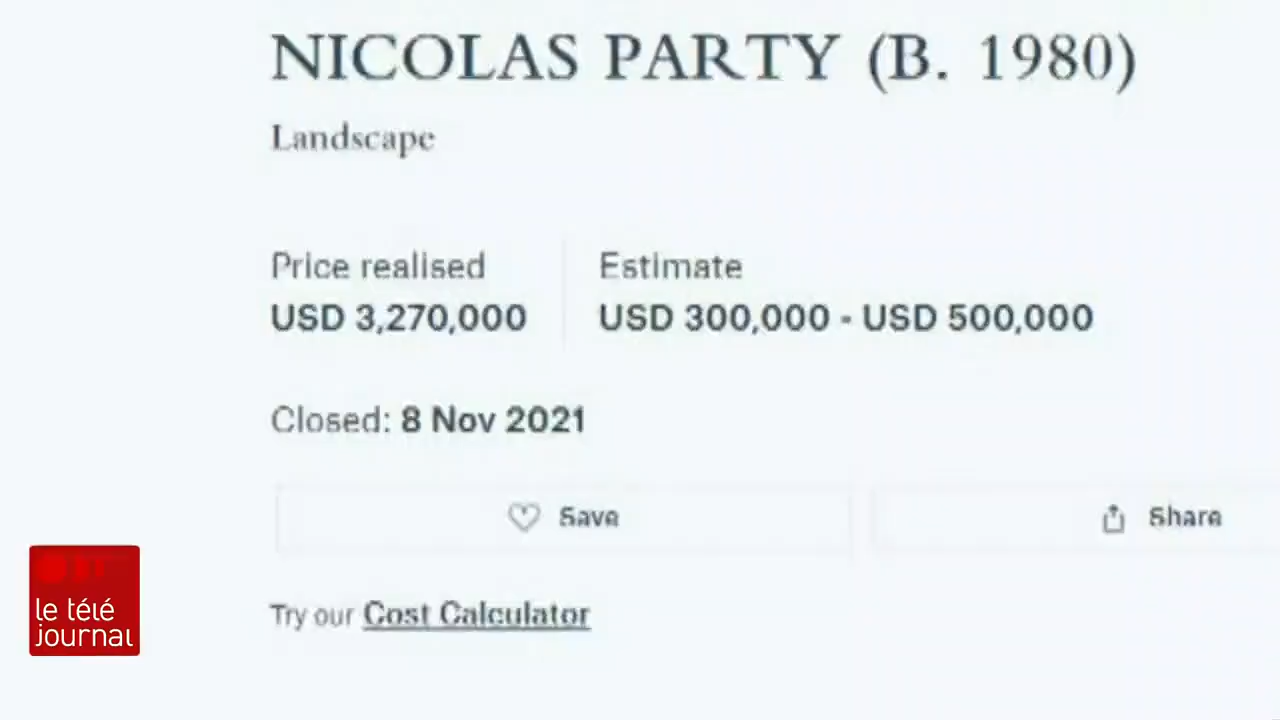 NICOLAS PARTY (B. 1980)
Landscape
Price realised
Estimate
USD 3,270,000
USD 300,000 - USD 500,000
Closed: 8 Nov 2021
Save
Share
Try our Cost Calculator
le télé
journal